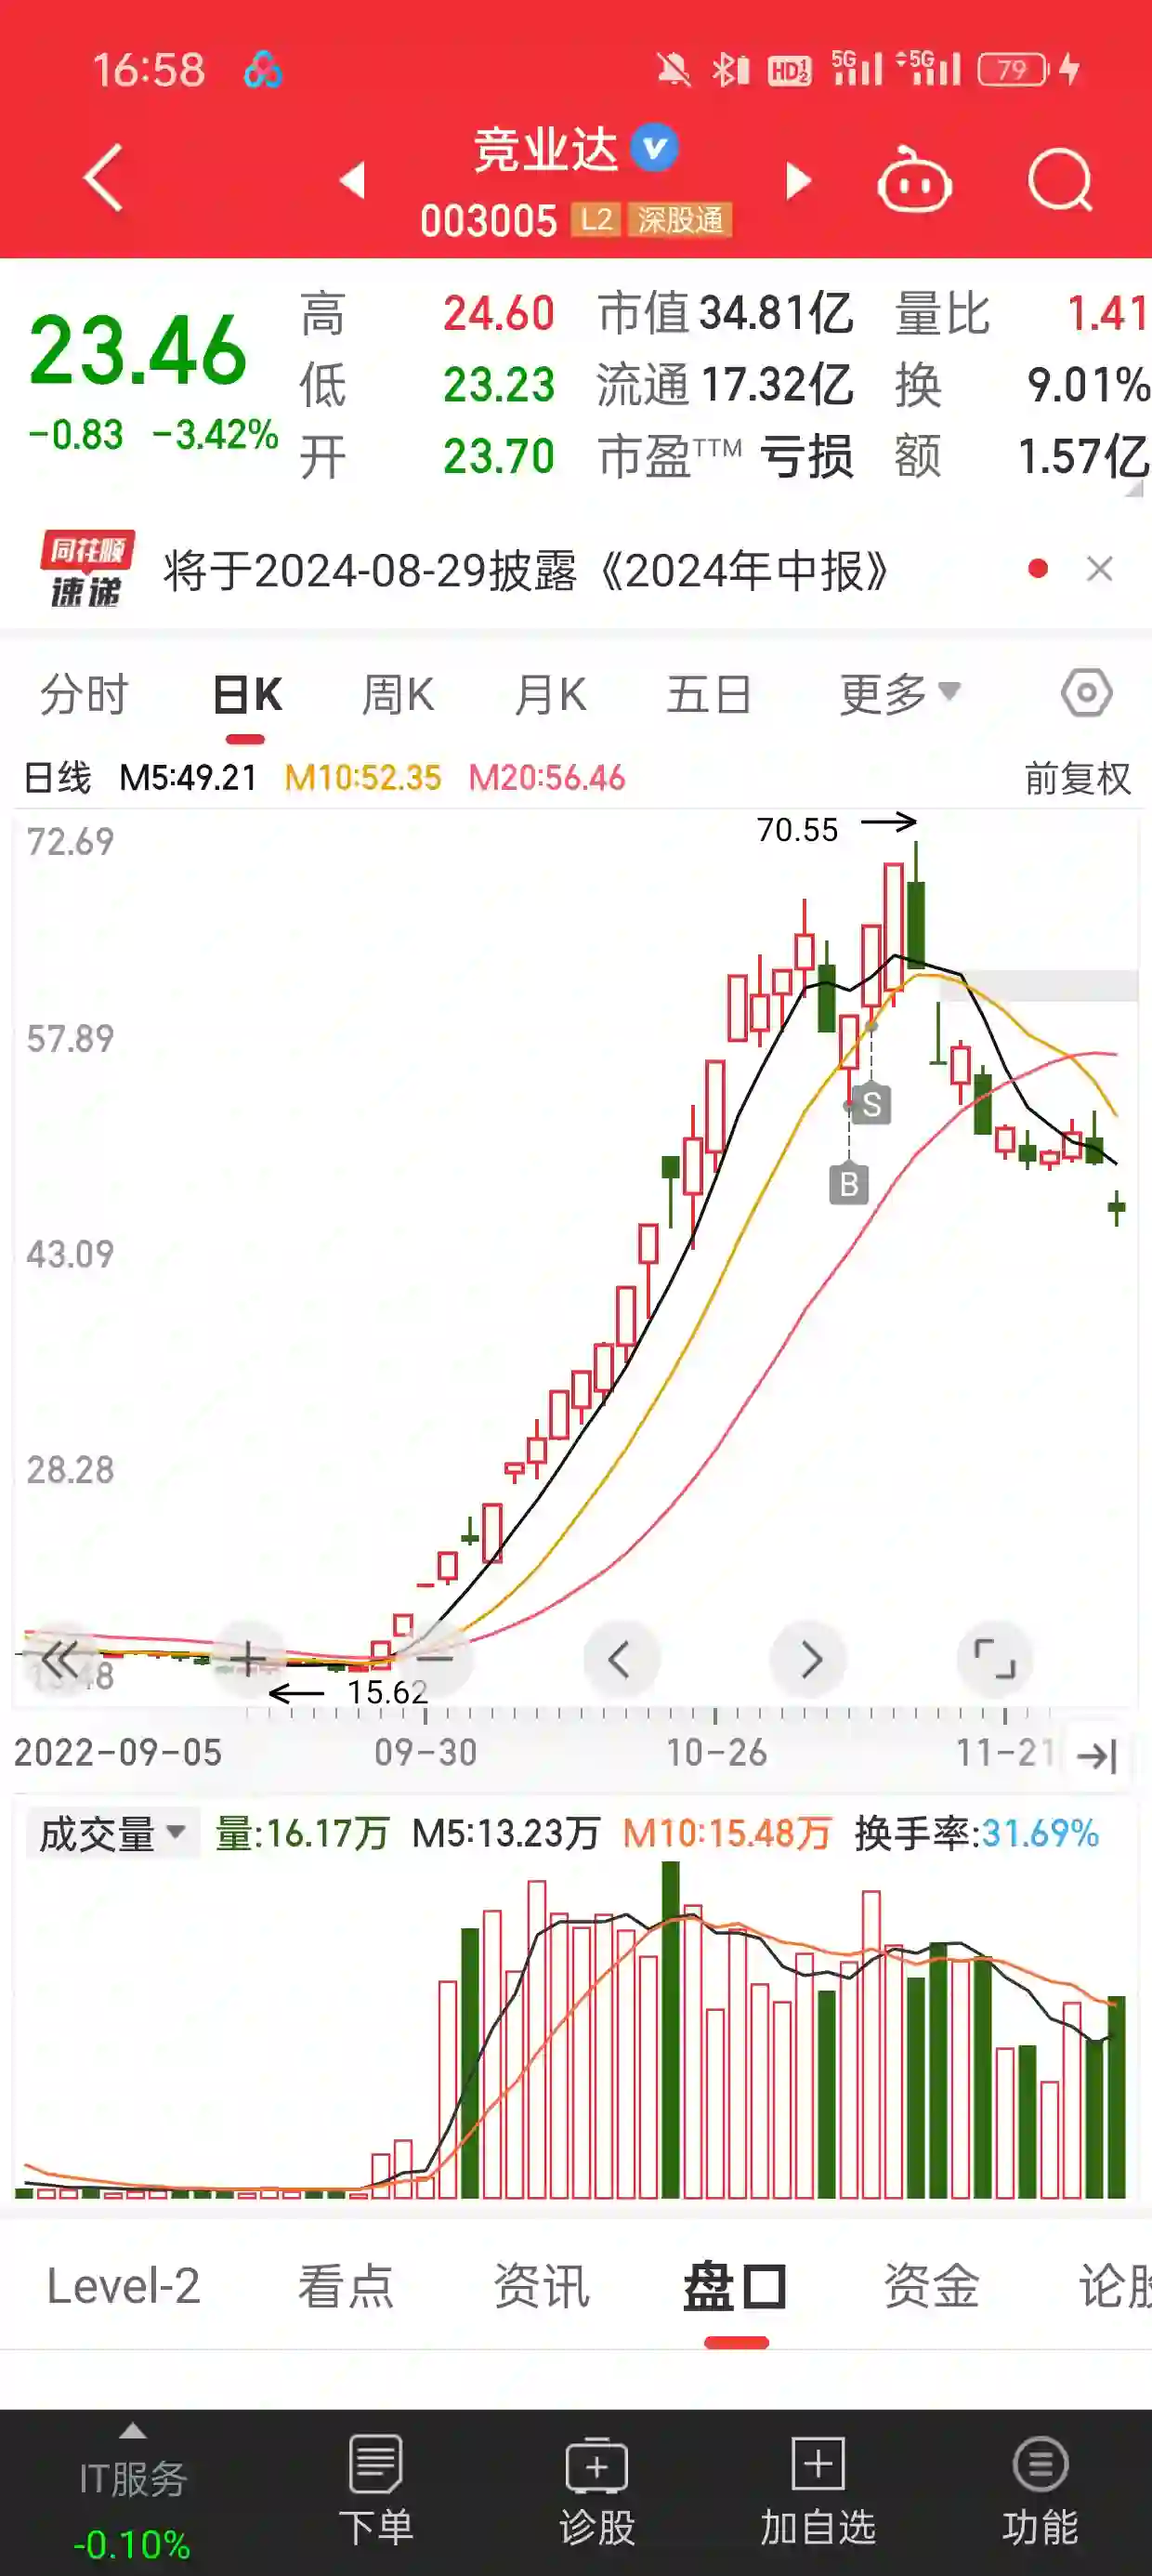 16:58 HD 1 2 5G 5G 79
竞业达
003005 L2 深股通
23.46
-0.83 -3.42%
高 24.60 市值 34.81亿 量比 1.41
低 23.23 流通 17.32亿 换 9.01%
开 23.70 市盈TTM 亏损 额 1.57亿
同花顺
速递
将于2024-08-29披露《2024年中报》
分时 日K 周K 月K 五日 更多
日线 M5:49.21 M10:52.35 M20:56.46 前复权
72.69
70.55
57.89
S
B
43.09
28.28
15.62
2022-09-05 09-30 10-26 11-21
成交量 量:16.17万 M5:13.23万 M10:15.48万 换手率:31.69%
Level-2 看点 资讯 盘口 资金 论股
IT服务
-0.10%
下单 诊股 加自选 功能